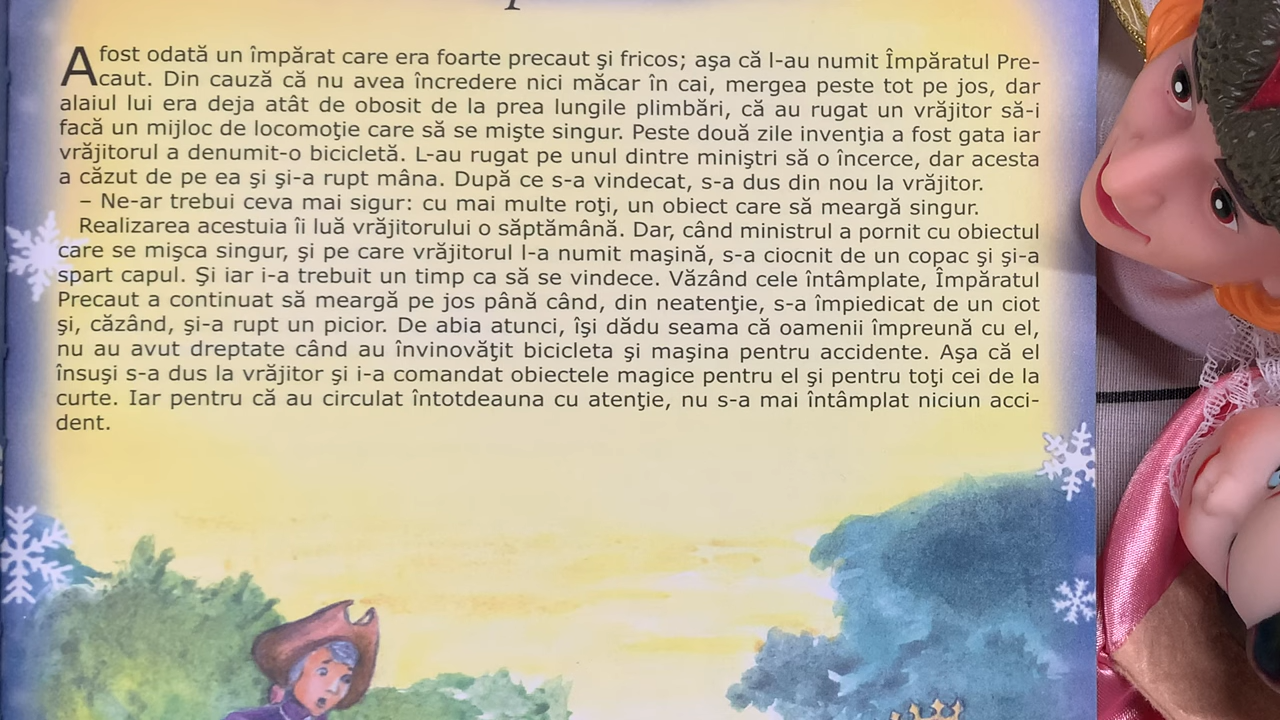 A fost odată un împărat care era foarte precaut şi fricos; aşa că l-au numit Împăratul Pre-
caut. Din cauză că nu avea încredere nici măcar în cai, mergea peste tot pe jos, dar
alaiul lui era deja atât de obosit de la prea lungile plimbări, că au rugat un vrăjitor să-i
facă un mijloc de locomoţie care să se mişte singur. Peste două zile invenţia a fost gata iar
vrăjitorul a denumit-o bicicletă. L-au rugat pe unul dintre miniştri să o încerce, dar acesta
a căzut de pe ea şi şi-a rupt mâna. După ce s-a vindecat, s-a dus din nou la vrăjitor.
– Ne-ar trebui ceva mai sigur: cu mai multe roţi, un obiect care să meargă singur.
Realizarea acestuia îi luă vrăjitorului o săptămână. Dar, când ministrul a pornit cu obiectul
care se mişca singur, şi pe care vrăjitorul l-a numit maşină, s-a ciocnit de un copac şi şi-a
spart capul. Şi iar i-a trebuit un timp ca să se vindece. Văzând cele întâmplate, Împăratul
Precaut a continuat să meargă pe jos până când, din neatenţie, s-a împiedicat de un ciot
şi, căzând, şi-a rupt un picior. De abia atunci, îşi dădu seama că oamenii împreună cu el,
nu au avut dreptate când au învinovăţit bicicleta şi maşina pentru accidente. Aşa că el
însuşi s-a dus la vrăjitor şi i-a comandat obiectele magice pentru el şi pentru toţi cei de la
curte. Iar pentru că au circulat întotdeauna cu atenţie, nu s-a mai întâmplat niciun acci-
dent.